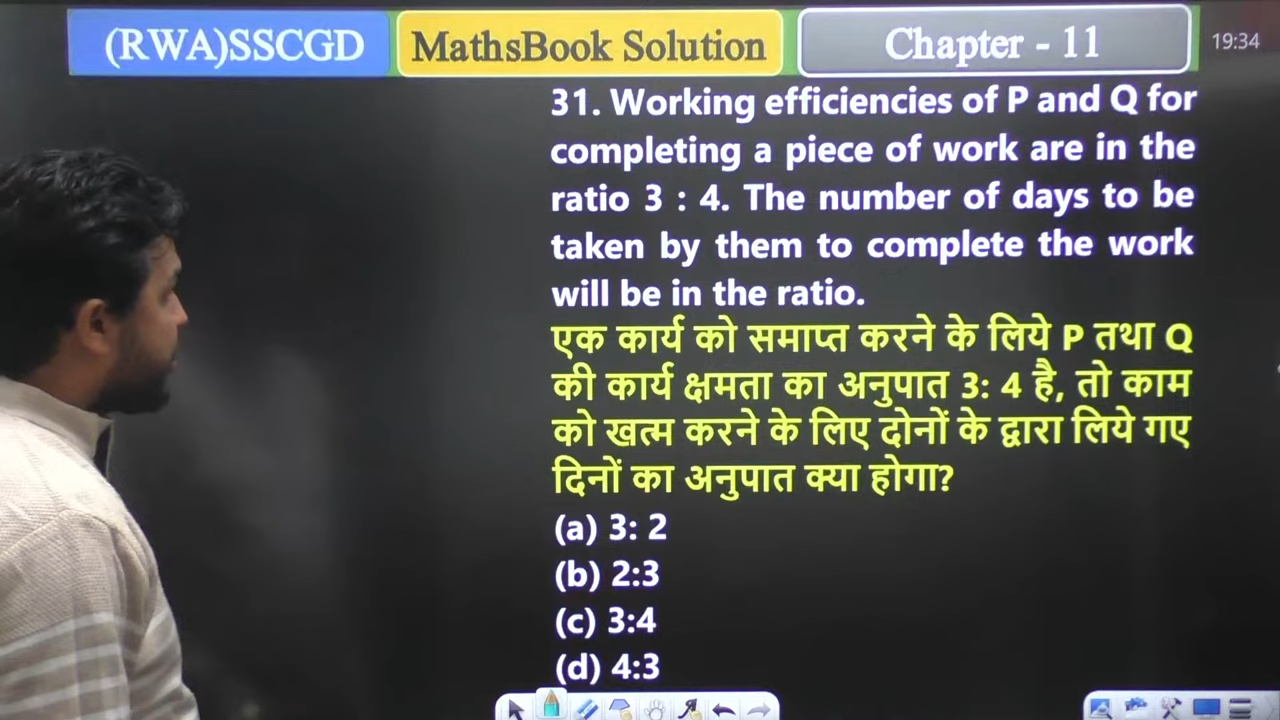 (RWA)SSCGD
MathsBook Solution
Chapter - 11
19:34
31. Working efficiencies of P and Q for
completing a piece of work are in the
ratio 3 : 4. The number of days to be
taken by them to complete the work
will be in the ratio.
एक कार्य को समाप्त करने के लिये P तथा Q
की कार्य क्षमता का अनुपात 3: 4 है, तो काम
को खत्म करने के लिए दोनों के द्वारा लिये गए
दिनों का अनुपात क्या होगा?
(a) 3: 2
(b) 2:3
(c) 3:4
(d) 4:3